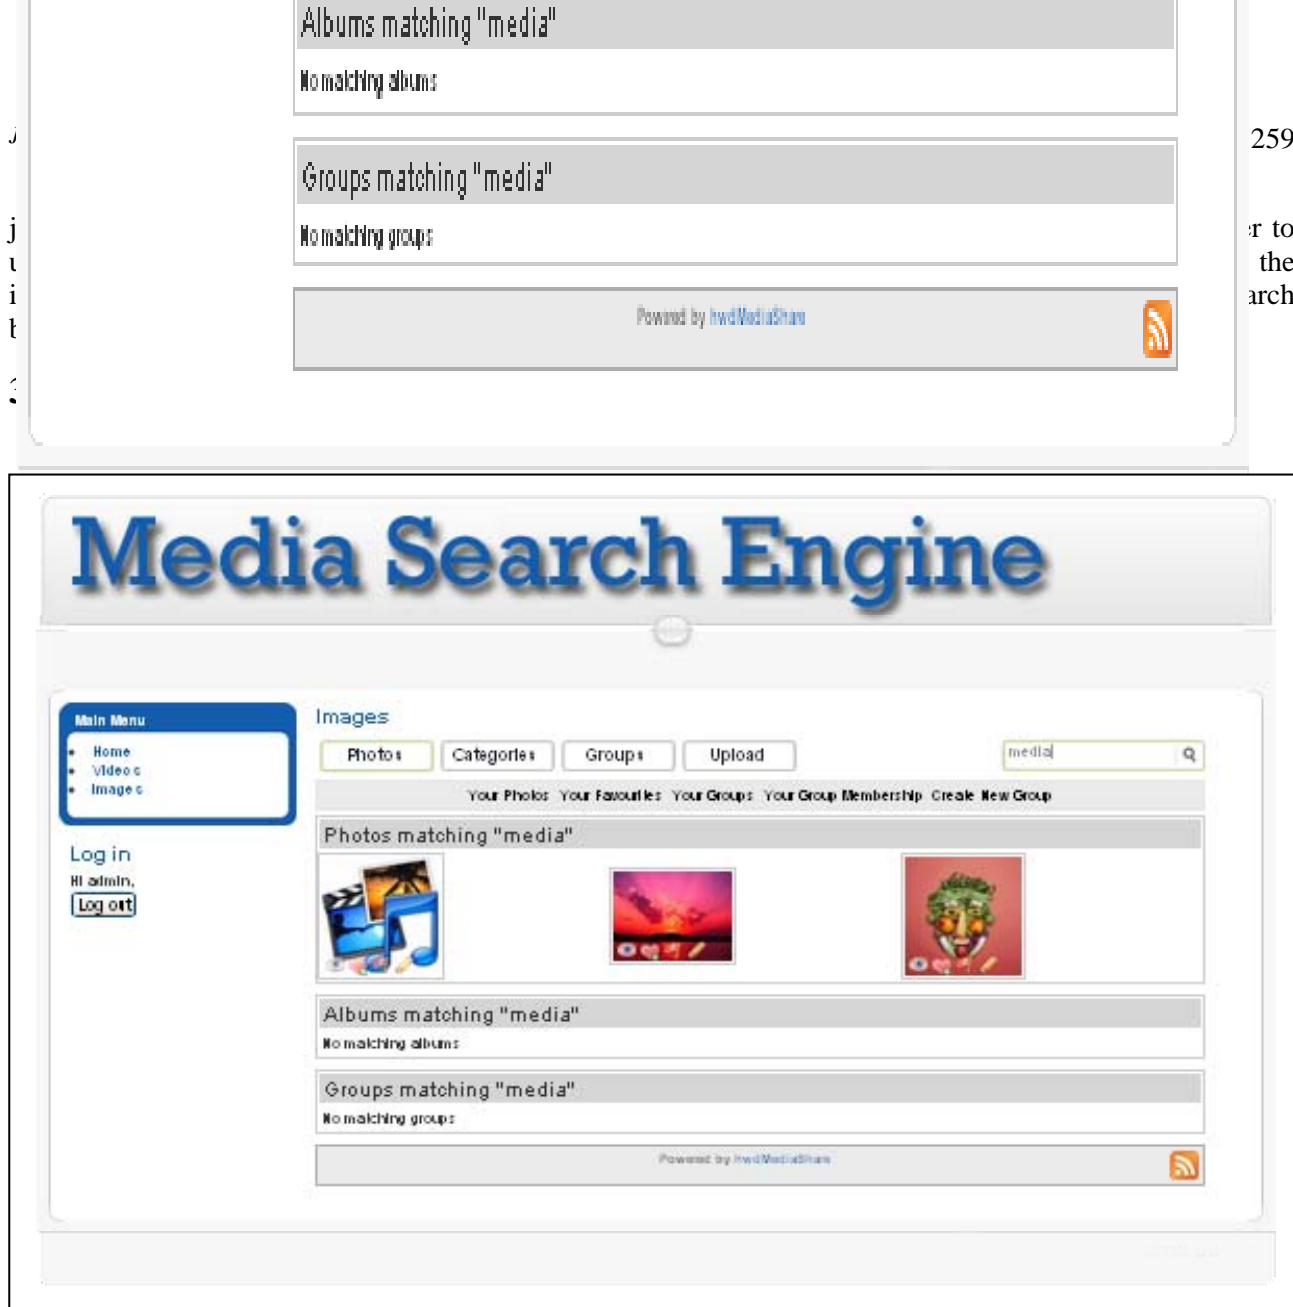 Albums matching "media"
No matching albums
259
Groups matching "media"
No matching groups
to
the
Powered by hwdMediaShare
Media Search Engine
Main Menu
Home
Videos
Images
Log in
Hi admin,
Log out
Images
Photos Categories Groups Upload media
Your Photos Your Favourites Your Groups Your Group Membership Create New Group
Photos matching "media"
Albums matching "media"
No matching albums
Groups matching "media"
No matching groups
Powered by hwdMediaShare